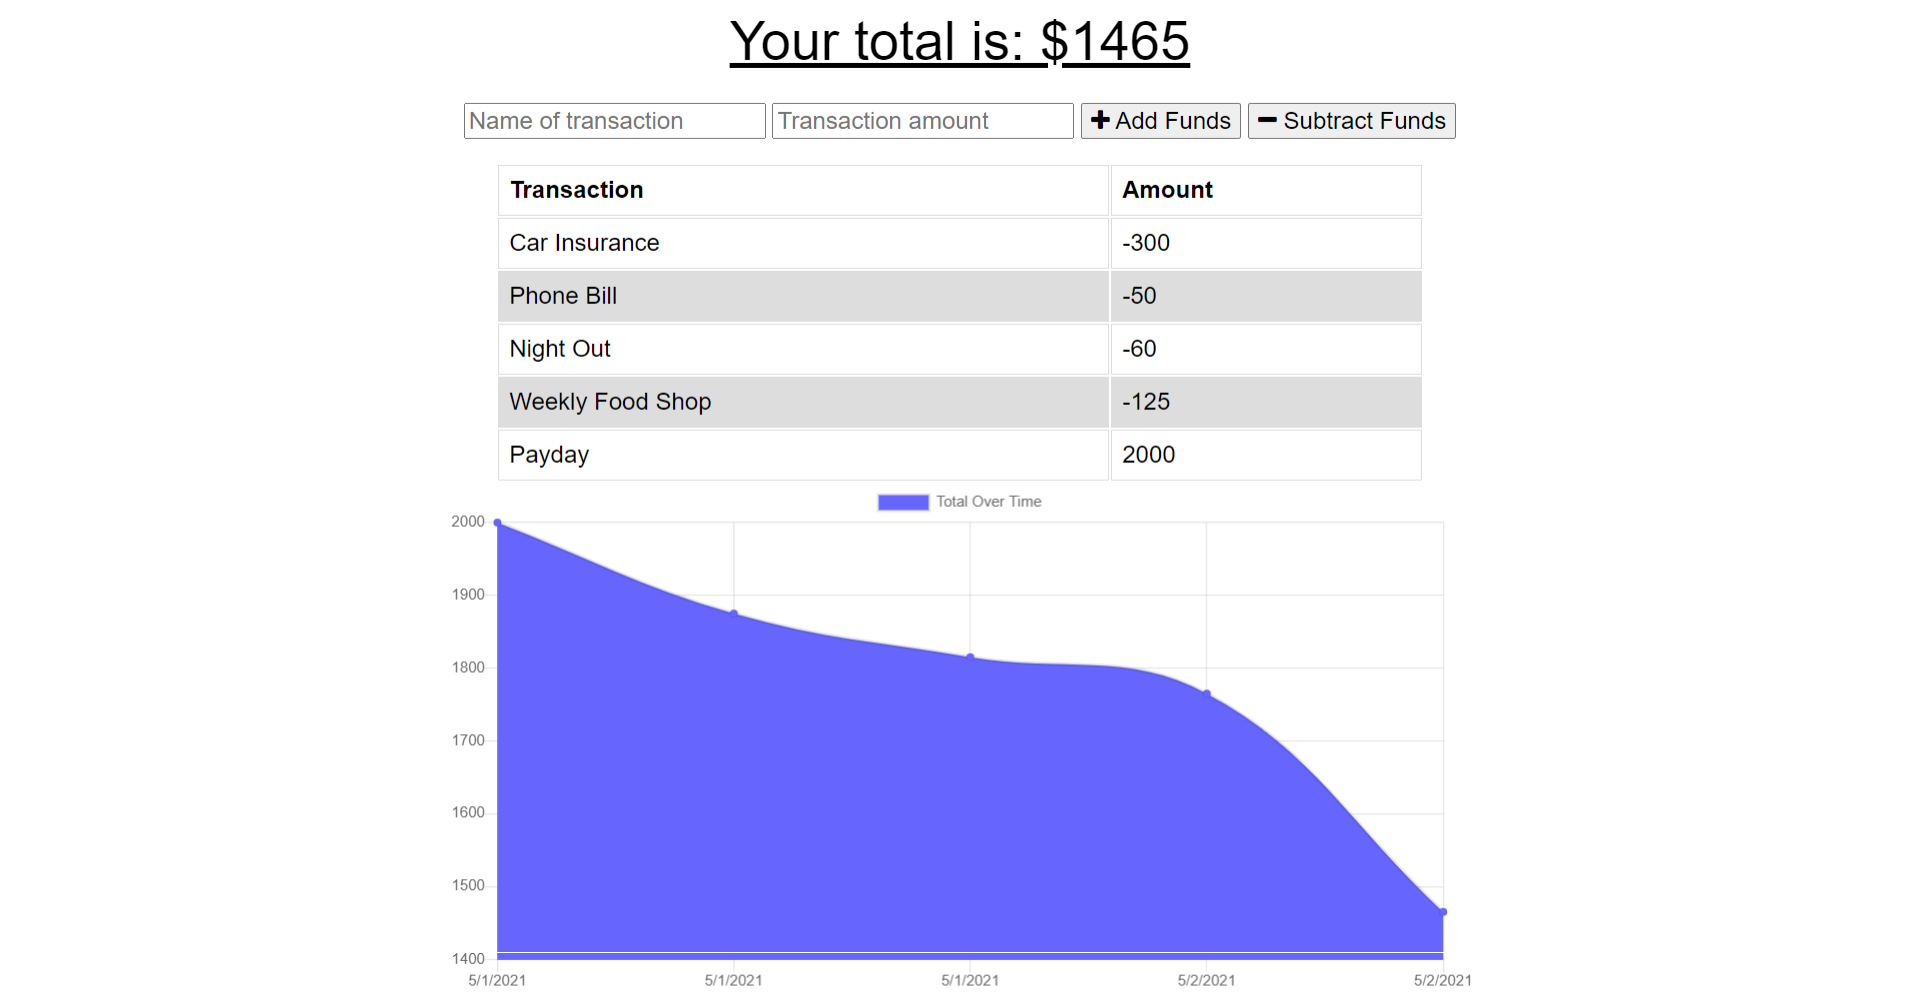 Your total is: $1465
Name of transaction Transaction amount Add Funds Subtract Funds
Transaction Amount
Car Insurance -300
Phone Bill -50
Night Out -60
Weekly Food Shop -125
Payday 2000
Total Over Time
2000
1900
1800
1700
1600
1500
1400
5/1/2021 5/1/2021 5/1/2021 5/2/2021 5/2/2021